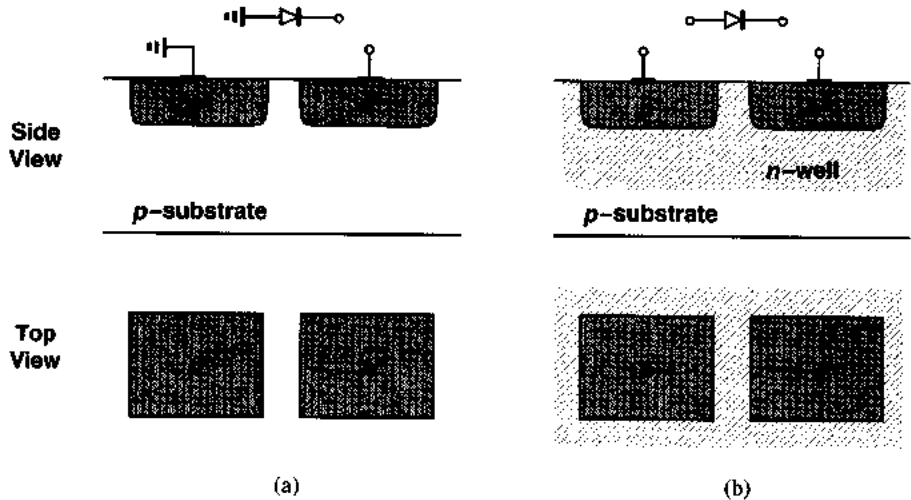 Side
View
n–well
p–substrate
p–substrate
Top
View
(a)
(b)